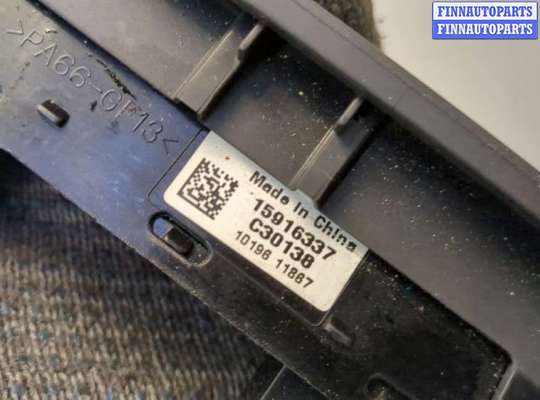 FINNAUTOPARTS
FINNAUTOPARTS
>PA66-GF13<
Made in China
15916337
C30138
10196 11867